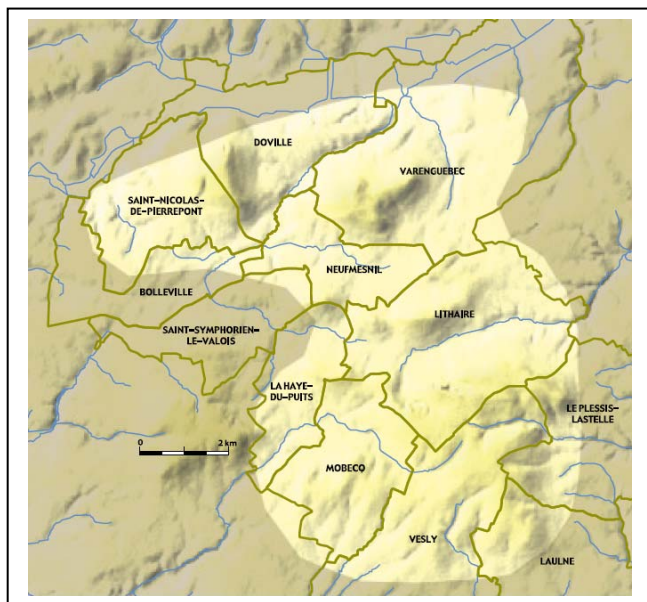 DOVILLE
VARENGUEBEC
SAINT-NICOLAS-
DE-PIERREPONT
NEUFMESNIL
BOLLEVILLE
LITHAIRE
SAINT-SYMPHORIEN-
LE-VALOIS
LA HAYE-
DU-PUITS
LE PLESSIS-
LASTELLE
0 2 km
MOBECQ
VESLY
LAULNE